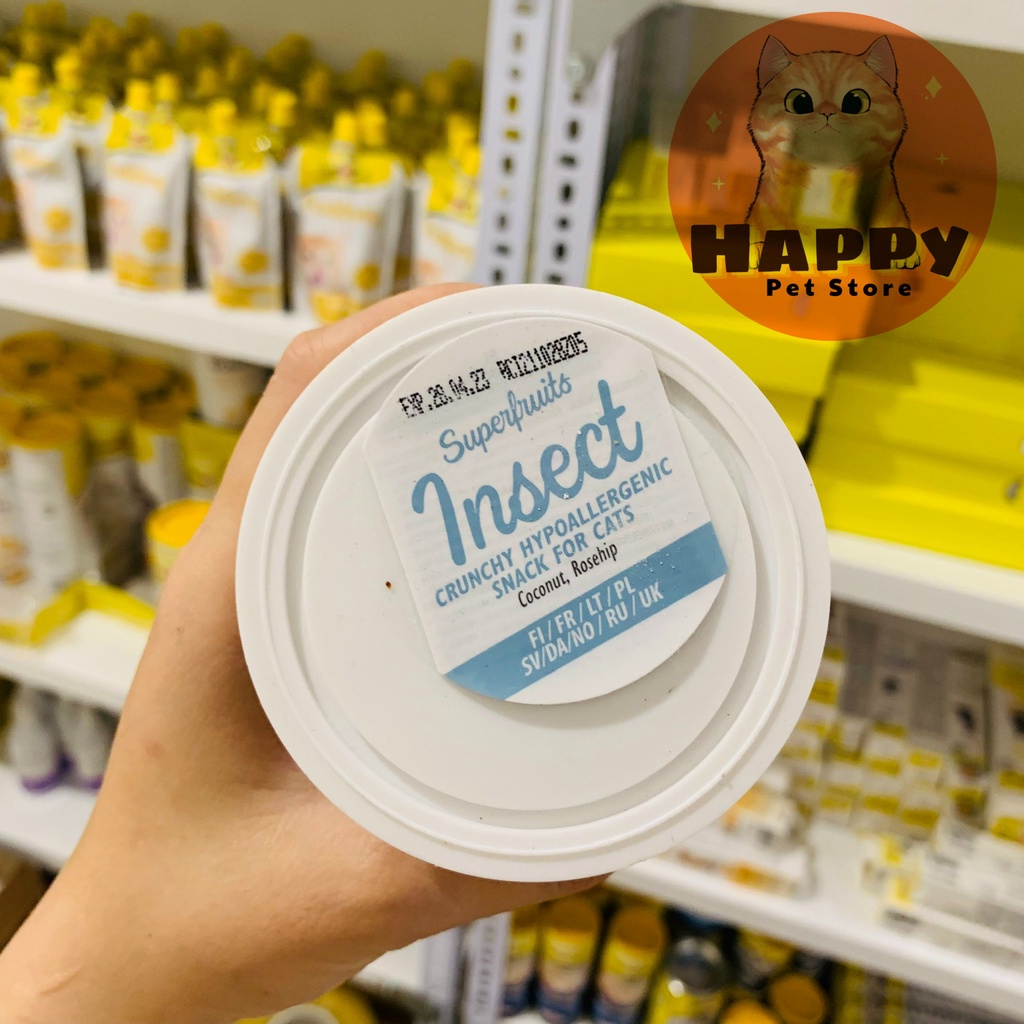 HAPPY
Pet Store
EXP.28.04.23 RCI211028205
Superfruits
Insect
CRUNCHY HYPOALLERGENIC
SNACK FOR CATS
Coconut, Rosehip
FI / FR / LT / PL
SV/DA/NO / RU / UK